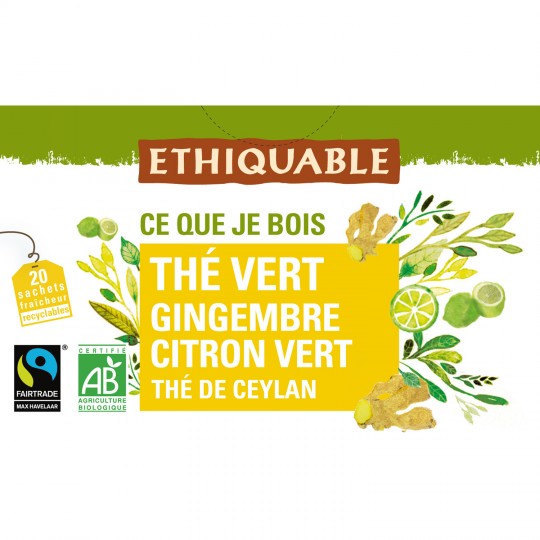 ETHIQUABLE
CE QUE JE BOIS
THÉ VERT
GINGEMBRE
CITRON VERT
THÉ DE CEYLAN
20
sachets
fraîcheur
recyclables
FAIRTRADE
MAX HAVELAAR
CERTIFIÉ
AB
AGRICULTURE
BIOLOGIQUE